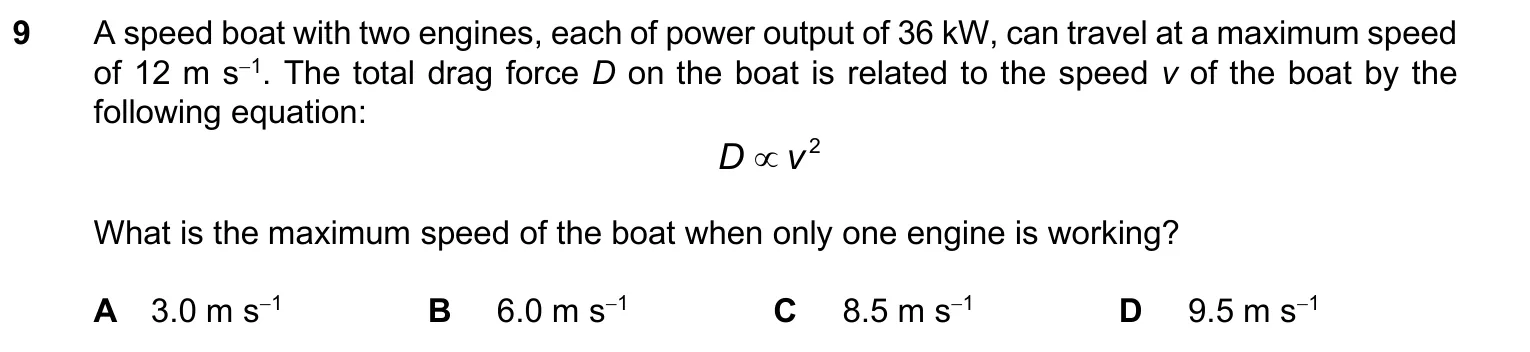 9 A speed boat with two engines, each of power output of 36 kW, can travel at a maximum speed
of 12 m s⁻¹. The total drag force D on the boat is related to the speed v of the boat by the
following equation:
D ∝ v²
What is the maximum speed of the boat when only one engine is working?
A 3.0 m s⁻¹ B 6.0 m s⁻¹ C 8.5 m s⁻¹ D 9.5 m s⁻¹